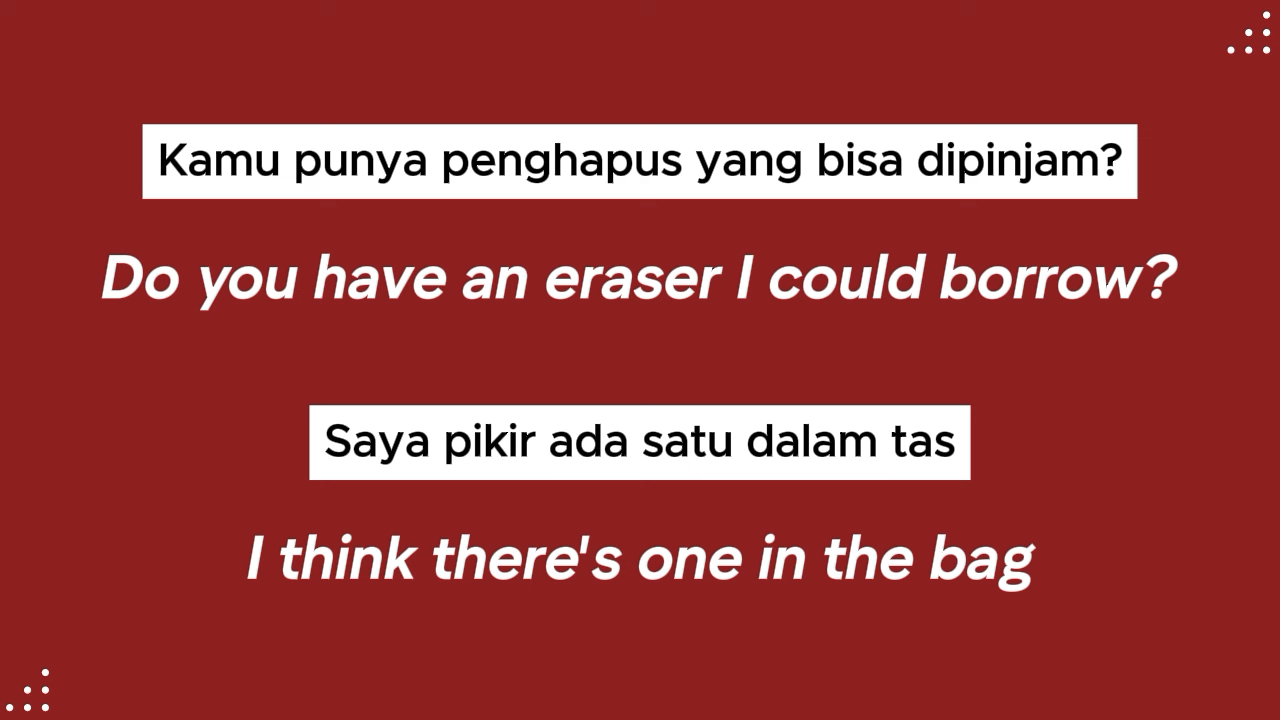 Kamu punya penghapus yang bisa dipinjam?
Do you have an eraser I could borrow?
Saya pikir ada satu dalam tas
I think there's one in the bag